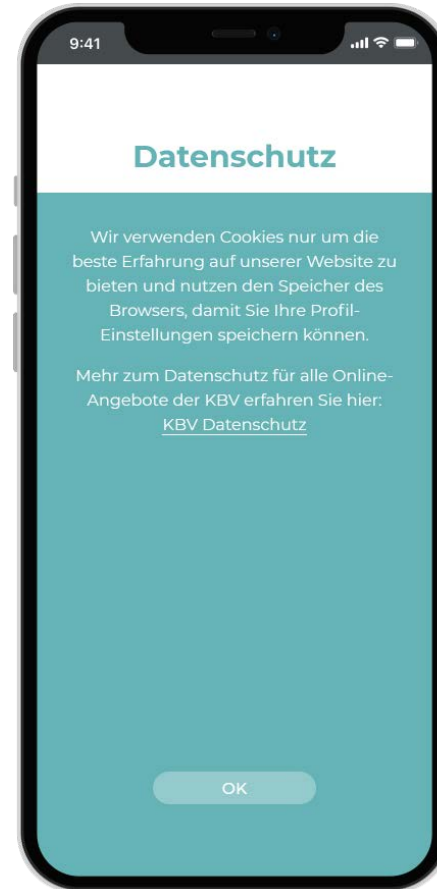 9:41
Datenschutz
Wir verwenden Cookies nur um die
beste Erfahrung auf unserer Website zu
bieten und nutzen den Speicher des
Browsers, damit Sie Ihre Profil-
Einstellungen speichern können.
Mehr zum Datenschutz für alle Online-
Angebote der KBV erfahren Sie hier:
KBV Datenschutz
OK